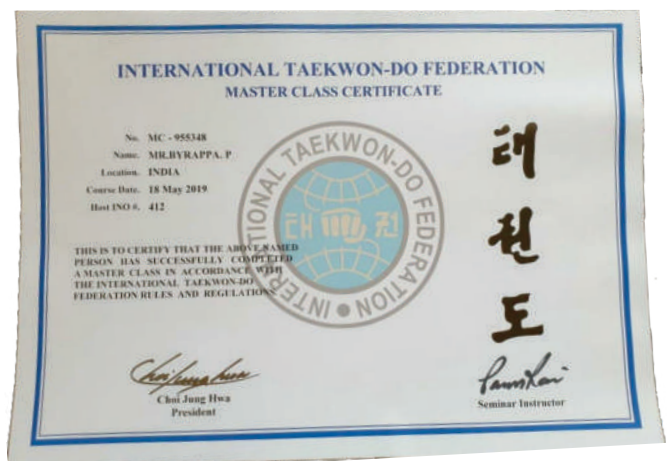 INTERNATIONAL TAEKWON-DO FEDERATION
MASTER CLASS CERTIFICATE
No. MC - 955348
Name. MR.BYRAPPA. P
Location. INDIA
Course Date. 18 May 2019
Host INO #. 412
THIS IS TO CERTIFY THAT THE ABOVE NAMED
PERSON HAS SUCCESSFULLY COMPLETED
A MASTER CLASS IN ACCORDANCE WITH
THE INTERNATIONAL TAEKWON-DO
FEDERATION RULES AND REGULATIONS
INTERNATIONAL TAEKWON-DO FEDERATION
태 권
태
권
도
Choi Jung Hwa
President
Seminar Instructor